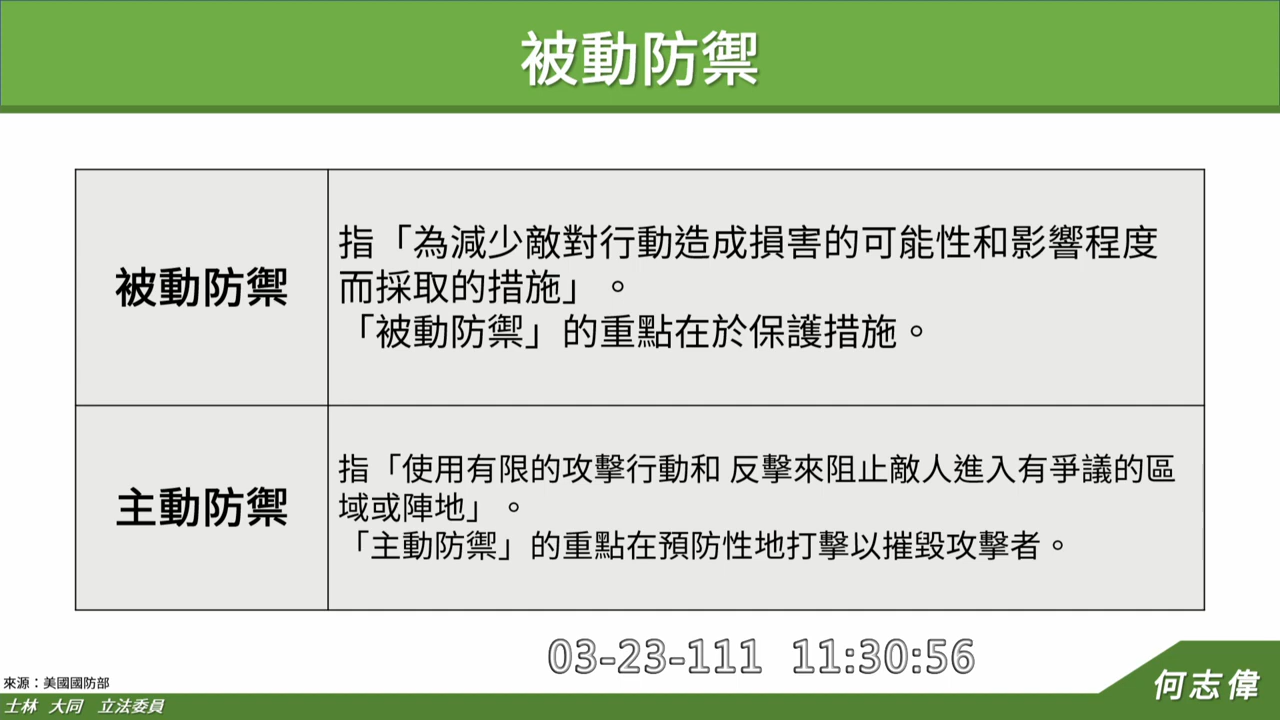 被動防禦
被動防禦
指「為減少敵對行動造成損害的可能性和影響程度
而採取的措施」。
「被動防禦」的重點在於保護措施。
主動防禦
指「使用有限的攻擊行動和 反擊來阻止敵人進入有爭議的區
域或陣地」。
「主動防禦」的重點在預防性地打擊以摧毀攻擊者。
03-23-111 11:30:56
來源：美國國防部
士林 大同 立法委員
何志偉